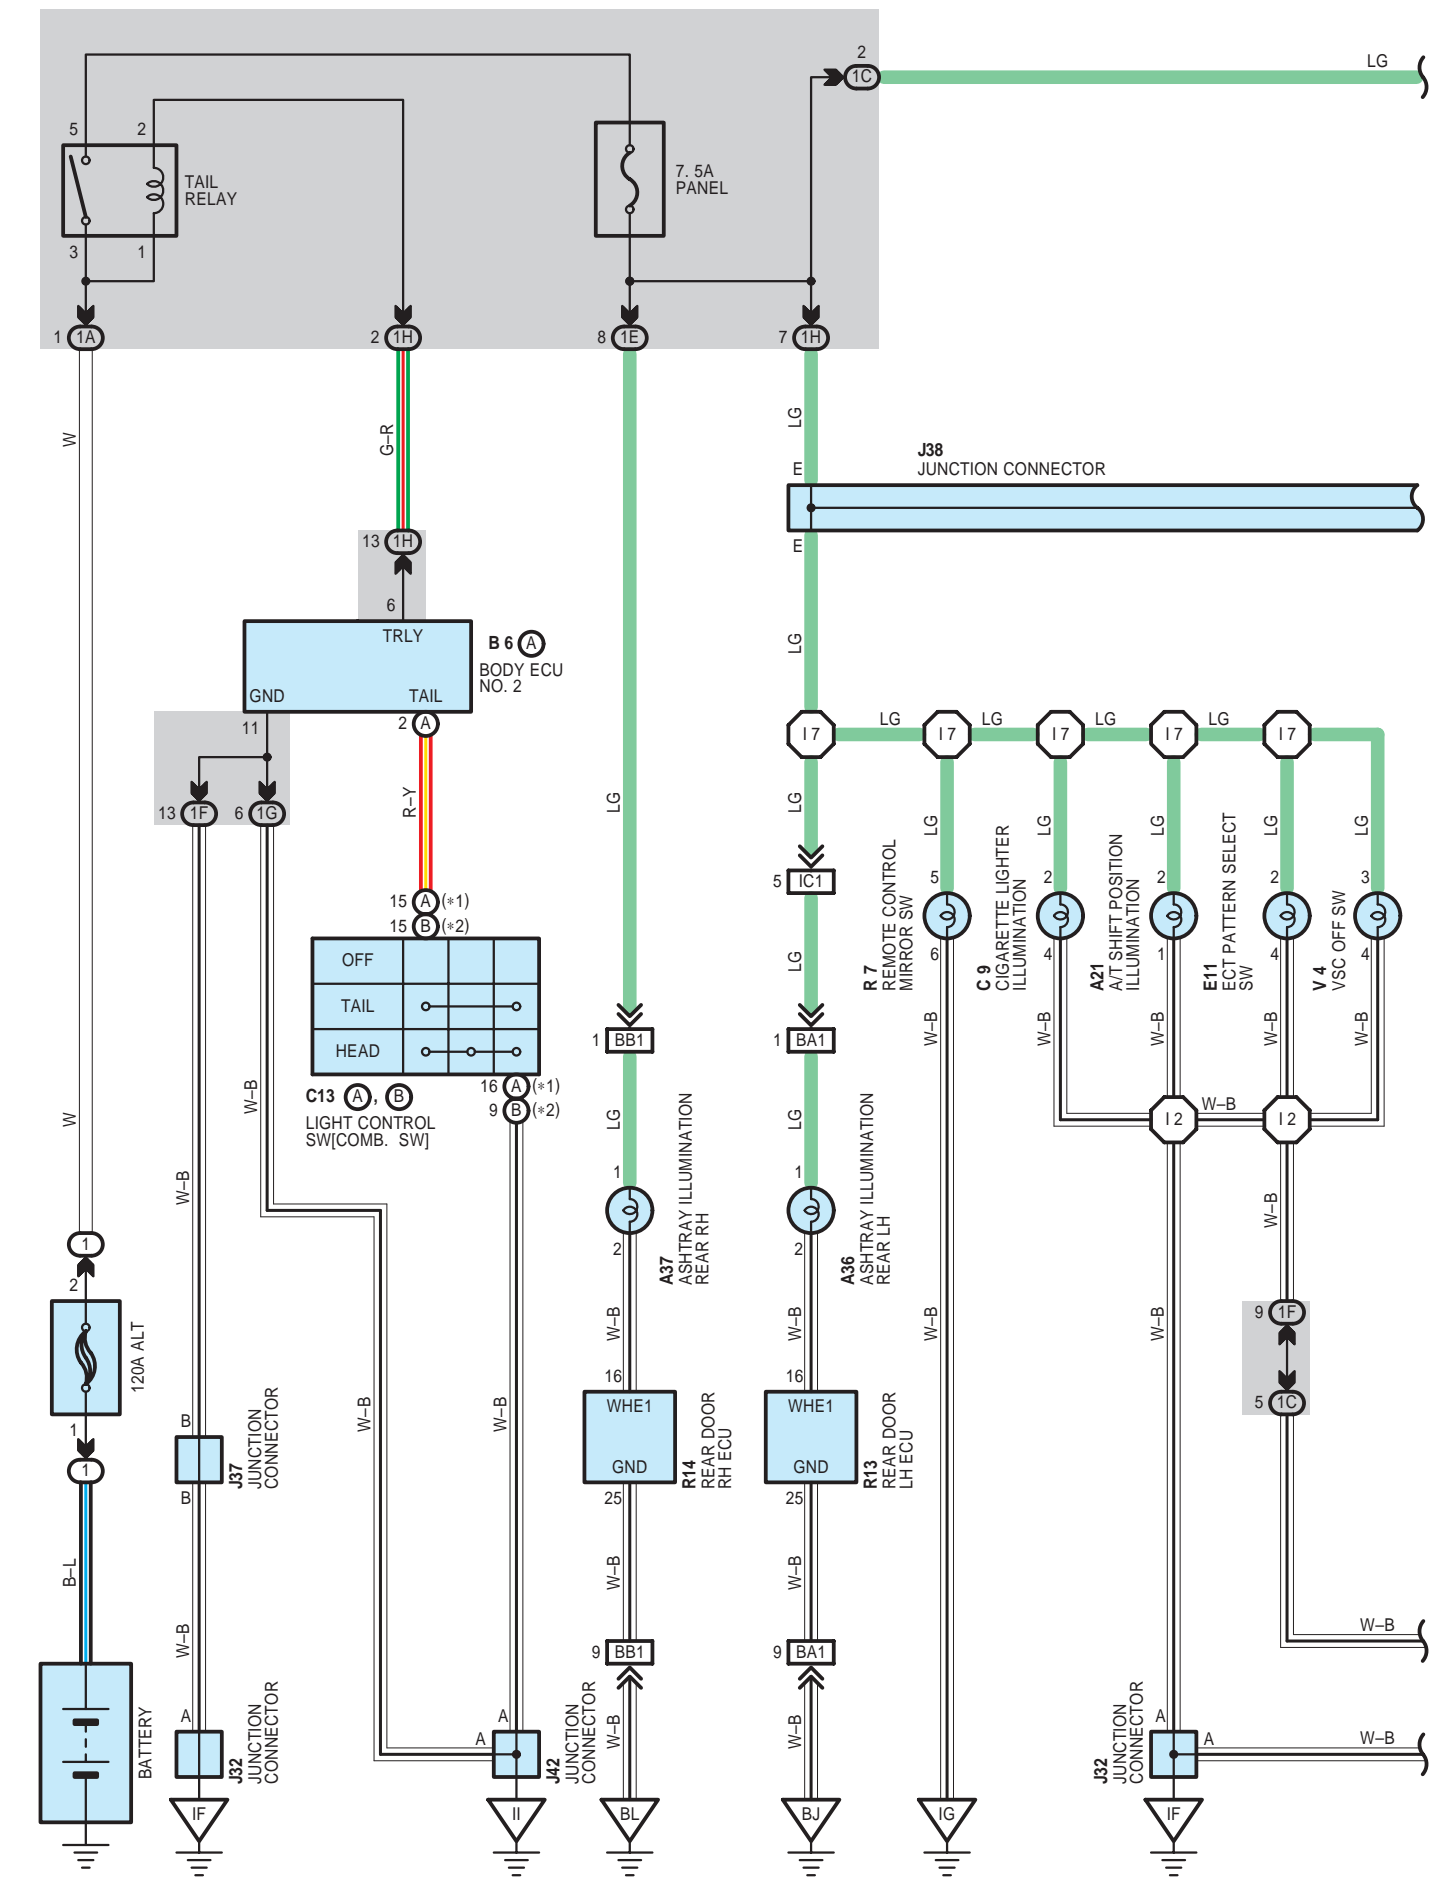 2
1C
LG
5
2
TAIL
RELAY
7. 5A
PANEL
3
1
1
1A
2
1H
8
1E
7
1H
W
G–R
LG
J38
JUNCTION CONNECTOR
E
E
13
1H
6
TRLY
GND
TAIL
B 6
A
BODY ECU
NO. 2
LG
11
2
A
I 7
LG
I 7
LG
I 7
LG
I 7
LG
I 7
13
1F
6
1G
R–Y
LG
LG
LG
LG
LG
LG
LG
5
IC1
15
A
(∗1)
15
B
(∗2)
5
2
2
2
3
R 7
REMOTE CONTROL
MIRROR SW
C 9
CIGARETTE LIGHTER
ILLUMINATION
A21
A/T SHIFT POSITION
ILLUMINATION
E11
ECT PATTERN SELECT
SW
V 4
VSC OFF SW
6
4
1
4
4
OFF
TAIL
HEAD
LG
W–B
W–B
W–B
W–B
W–B
1
BB1
1
BA1
16
A
(∗1)
9
B
(∗2)
C13
A
,
B
LIGHT CONTROL
SW[COMB. SW]
W
W–B
W–B
LG
LG
I 2
W–B
I 2
1
1
A37
ASHTRAY ILLUMINATION
REAR RH
A36
ASHTRAY ILLUMINATION
REAR LH
2
2
W–B
1
2
120A ALT
1
1
W–B
W–B
W–B
W–B
9
1F
5
1C
16
WHE1
GND
25
R14
REAR DOOR
RH ECU
16
WHE1
GND
25
R13
REAR DOOR
LH ECU
W–B
W–B
B
B
J37
JUNCTION
CONNECTOR
B–L
W–B
W–B
W–B
W–B
9
BB1
9
BA1
BATTERY
A
J32
JUNCTION
CONNECTOR
A
A
J42
JUNCTION
CONNECTOR
W–B
W–B
J32
JUNCTION
CONNECTOR
A
A
W–B
IF
II
BL
BJ
IG
IF